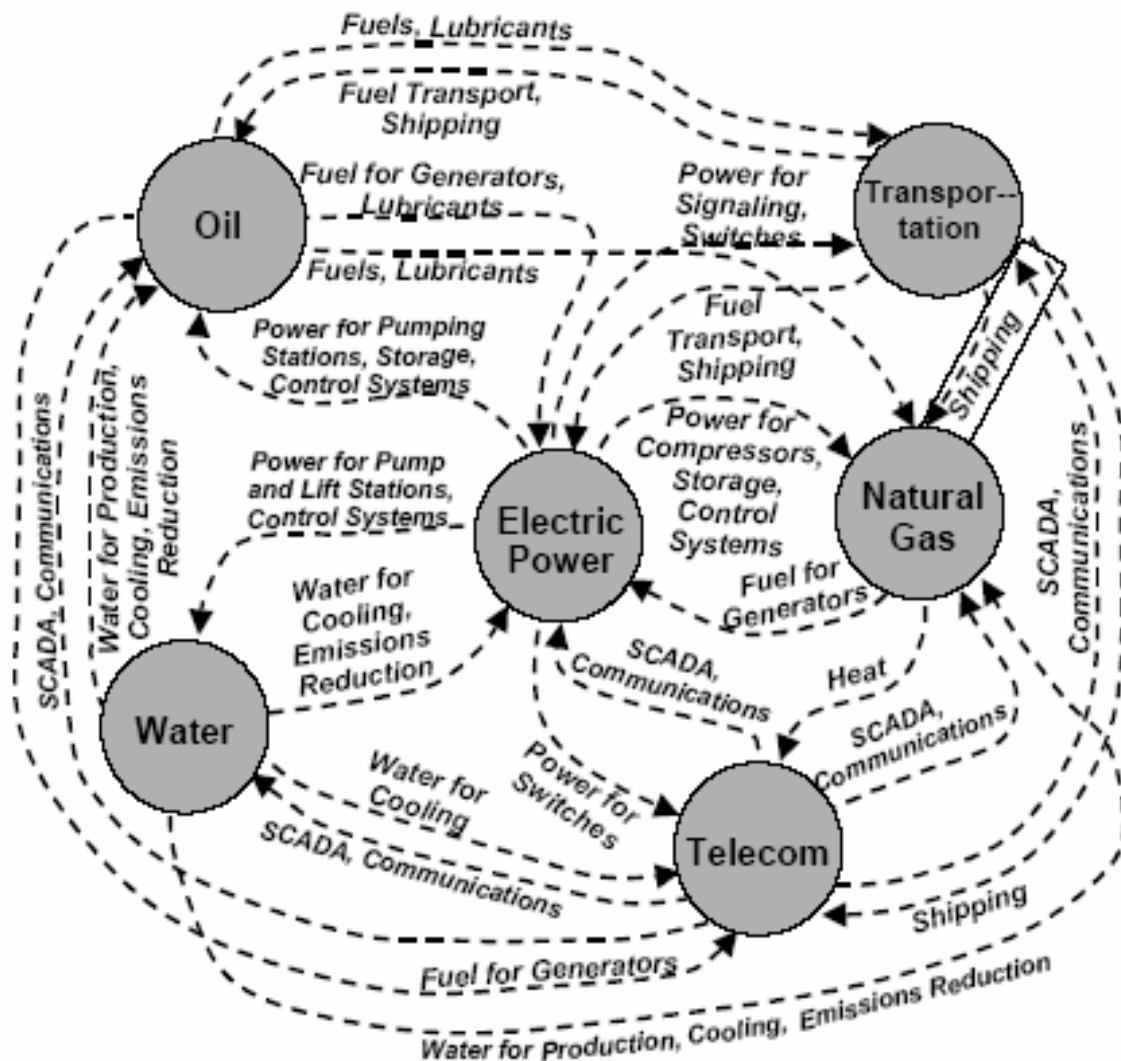 Fuels, Lubricants
Fuel Transport,
Shipping
Oil
Fuel for Generators,
Lubricants
Fuels, Lubricants
Power for
Signaling,
Switches
Transpor--
tation
Fuel
Transport,
Shipping
Shipping
Power for Pumping
Stations, Storage,
Control Systems
Power for
Compressors,
Storage,
Control
Systems
Natural
Gas
Power for Pump
and Lift Stations,
Control Systems
Electric
Power
SCADA, Communications
Water for Production,
Cooling, Emissions
Reduction
SCADA,
Communications
Water for
Cooling,
Emissions
Reduction
Fuel for
Generators
SCADA,
Communications
Heat
SCADA,
Communications
Water
Water for
Cooling
Power for
Switches
SCADA, Communications
Telecom
Shipping
Fuel for Generators
Water for Production, Cooling, Emissions Reduction